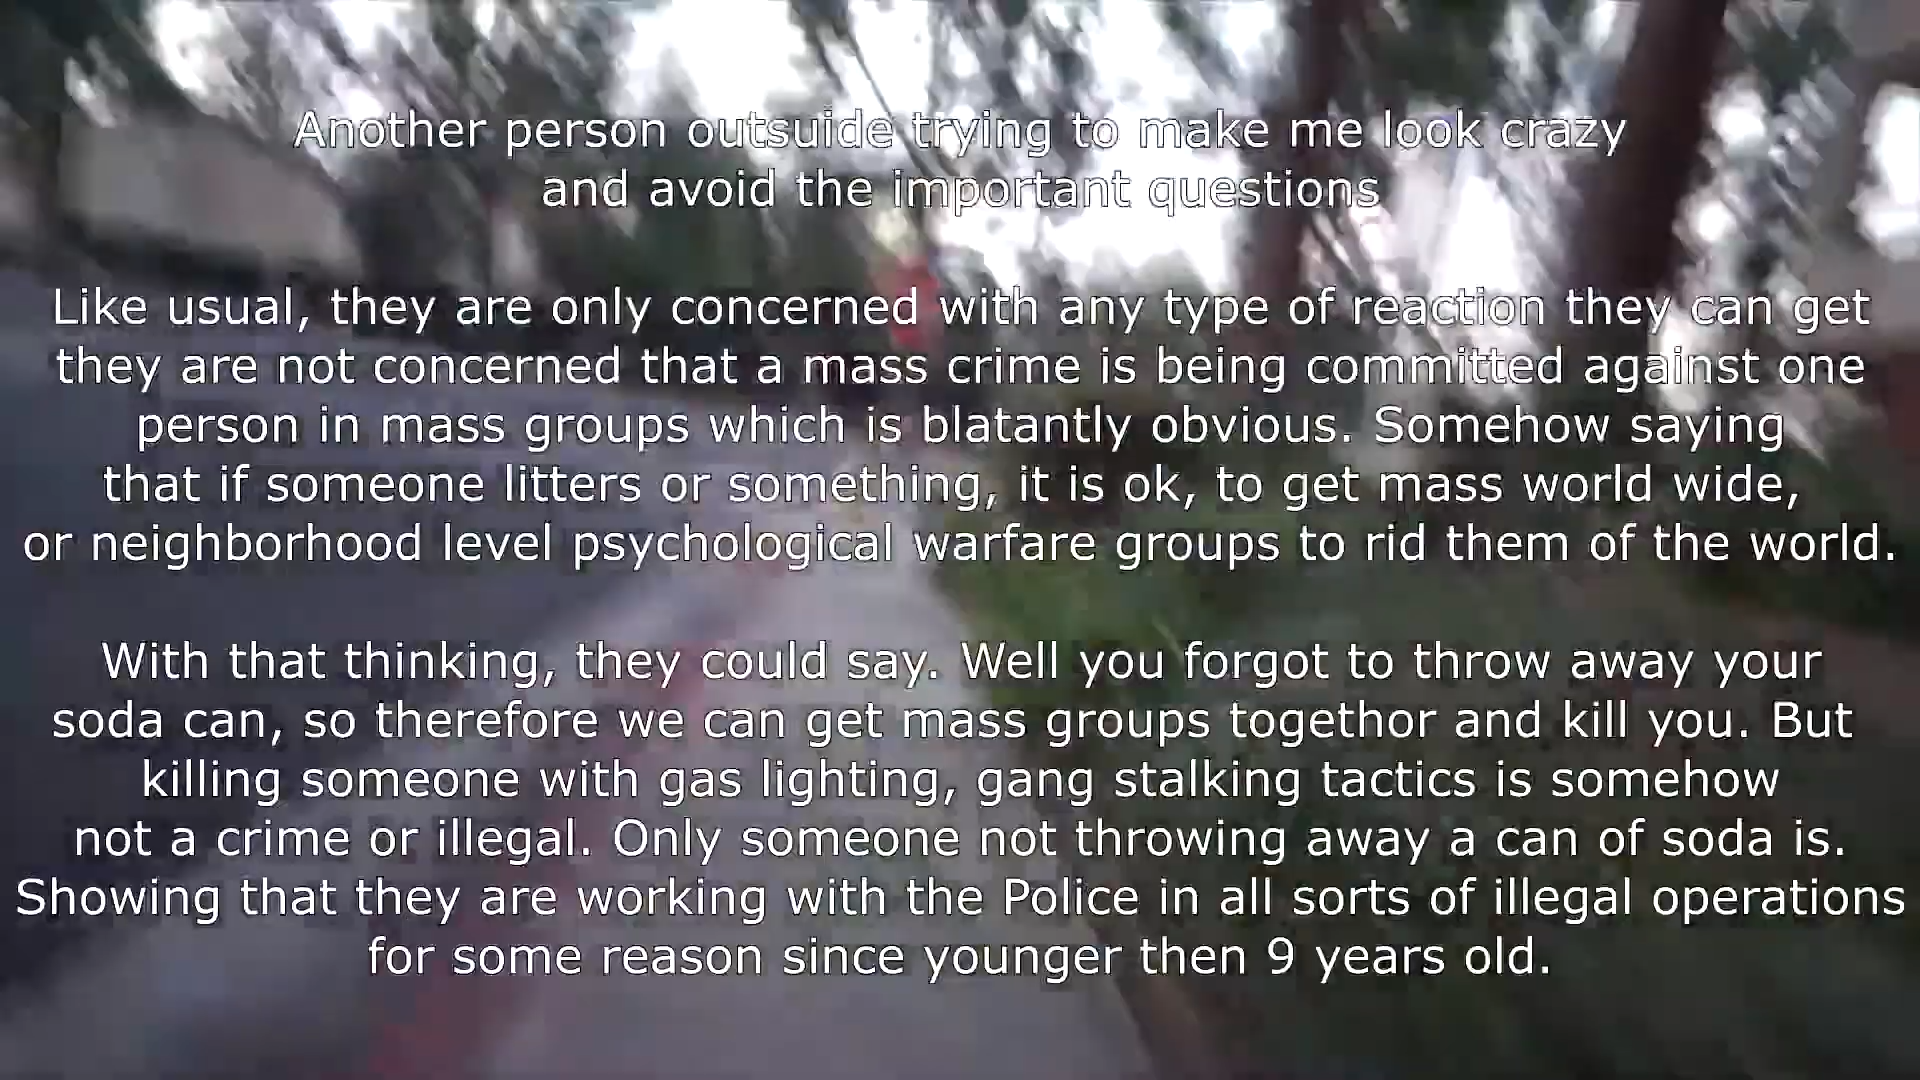 Another person outsuide trying to make me look crazy
and avoid the important questions
Like usual, they are only concerned with any type of reaction they can get
they are not concerned that a mass crime is being committed against one
person in mass groups which is blatantly obvious. Somehow saying
that if someone litters or something, it is ok, to get mass world wide,
or neighborhood level psychological warfare groups to rid them of the world.
With that thinking, they could say. Well you forgot to throw away your
soda can, so therefore we can get mass groups togethor and kill you. But
killing someone with gas lighting, gang stalking tactics is somehow
not a crime or illegal. Only someone not throwing away a can of soda is.
Showing that they are working with the Police in all sorts of illegal operations
for some reason since younger then 9 years old.